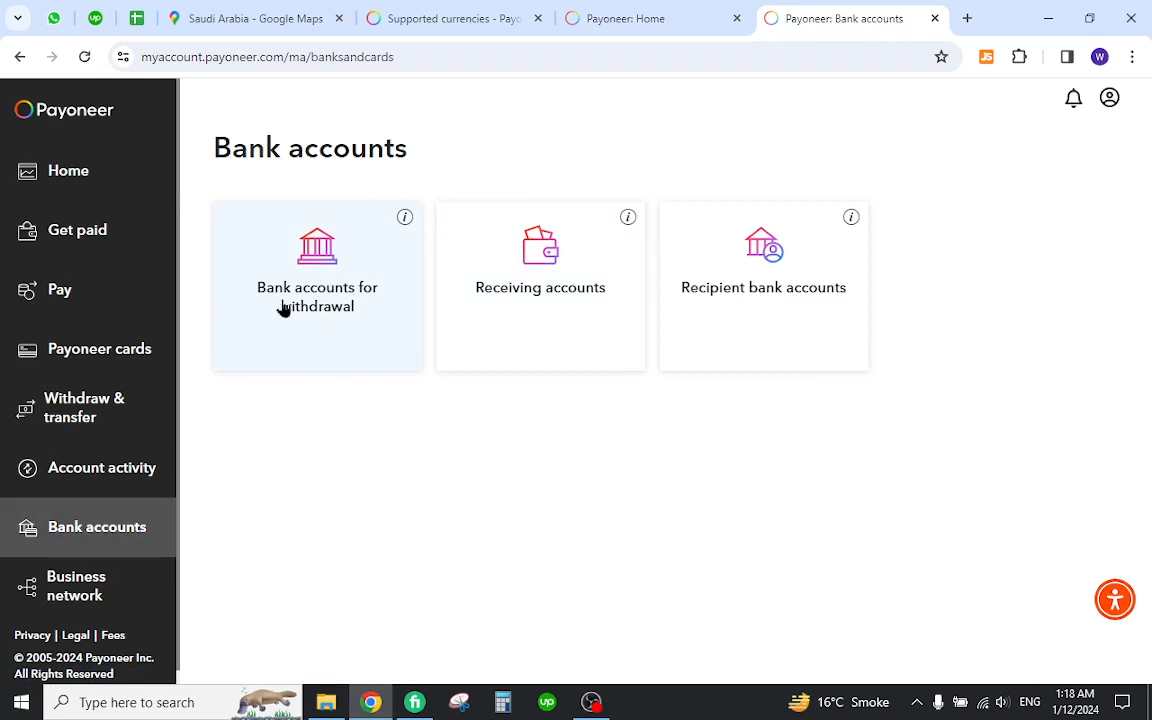 Saudi Arabia - Google Maps
Supported currencies - Payo
Payoneer: Home
Payoneer: Bank accounts
myaccount.payoneer.com/ma/banksandcards
JS
W
Payoneer
Home
Get paid
Pay
Payoneer cards
Withdraw &
transfer
Account activity
Bank accounts
Business
network
Privacy | Legal | Fees
© 2005-2024 Payoneer Inc.
All Rights Reserved
Bank accounts
i
Bank accounts for
withdrawal
i
Receiving accounts
i
Recipient bank accounts
Type here to search
fi
up
16°C Smoke
ENG
1:18 AM
1/12/2024